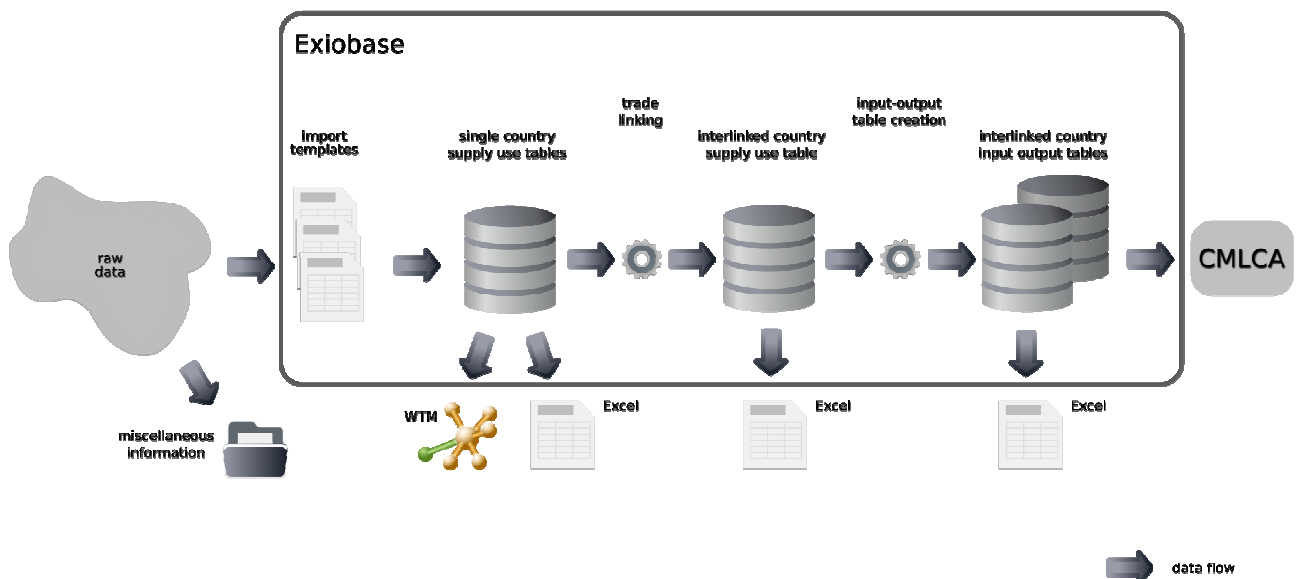 Exiobase
trade
linking
input-output
table creation
import
templates
single country
supply use tables
interlinked country
supply use table
interlinked country
input output tables
raw
data
CMLCA
miscellaneous
information
WTM
Excel
Excel
Excel
data flow